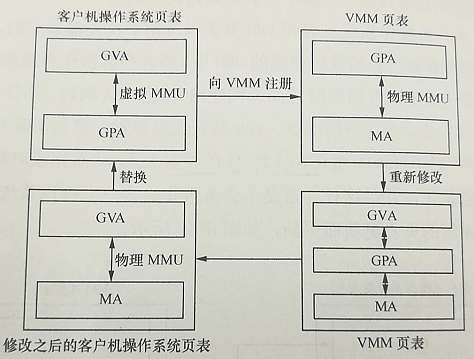 客户机操作系统页表
VMM 页表
GVA
虚拟 MMU
GPA
向 VMM 注册
GPA
物理 MMU
MA
替换
重新修改
GVA
物理 MMU
MA
GVA
GPA
MA
修改之后的客户机操作系统页表
VMM 页表